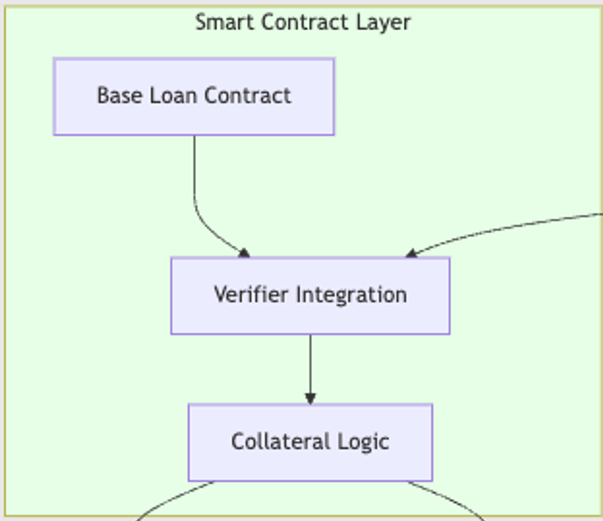 Smart Contract Layer
Base Loan Contract
Verifier Integration
Collateral Logic